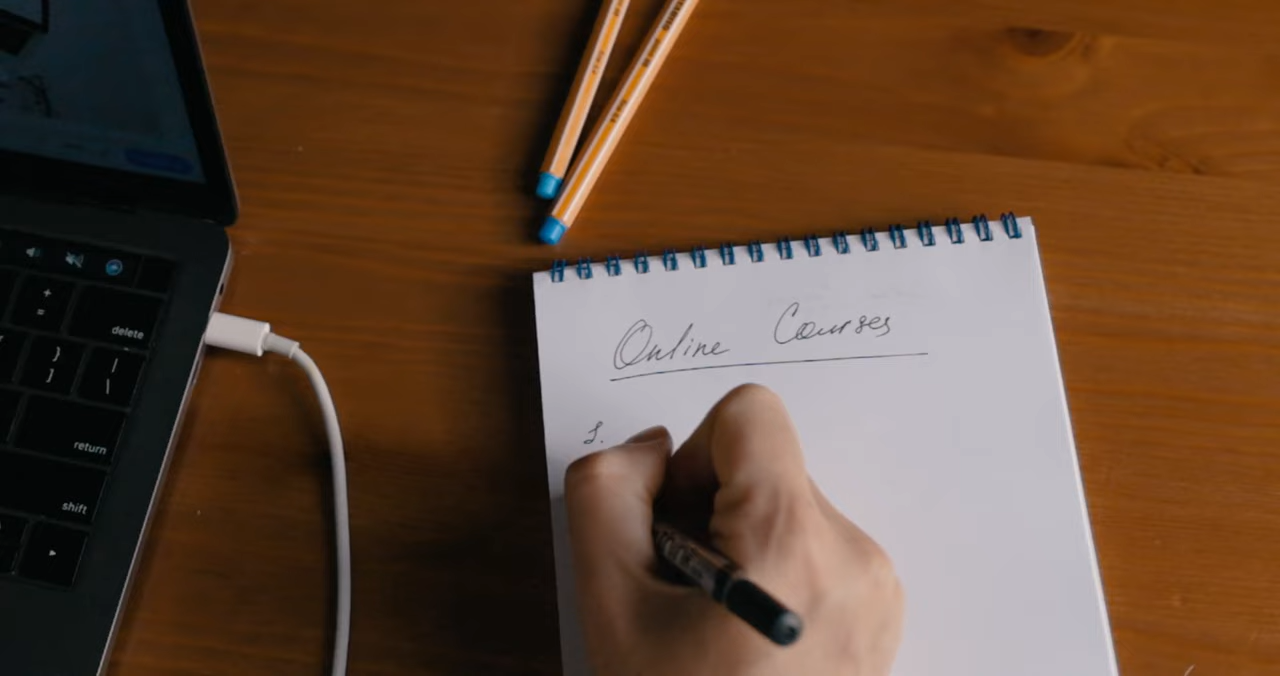 Online Courses
1.
+
=
delete
}
]
|
\
return
shift